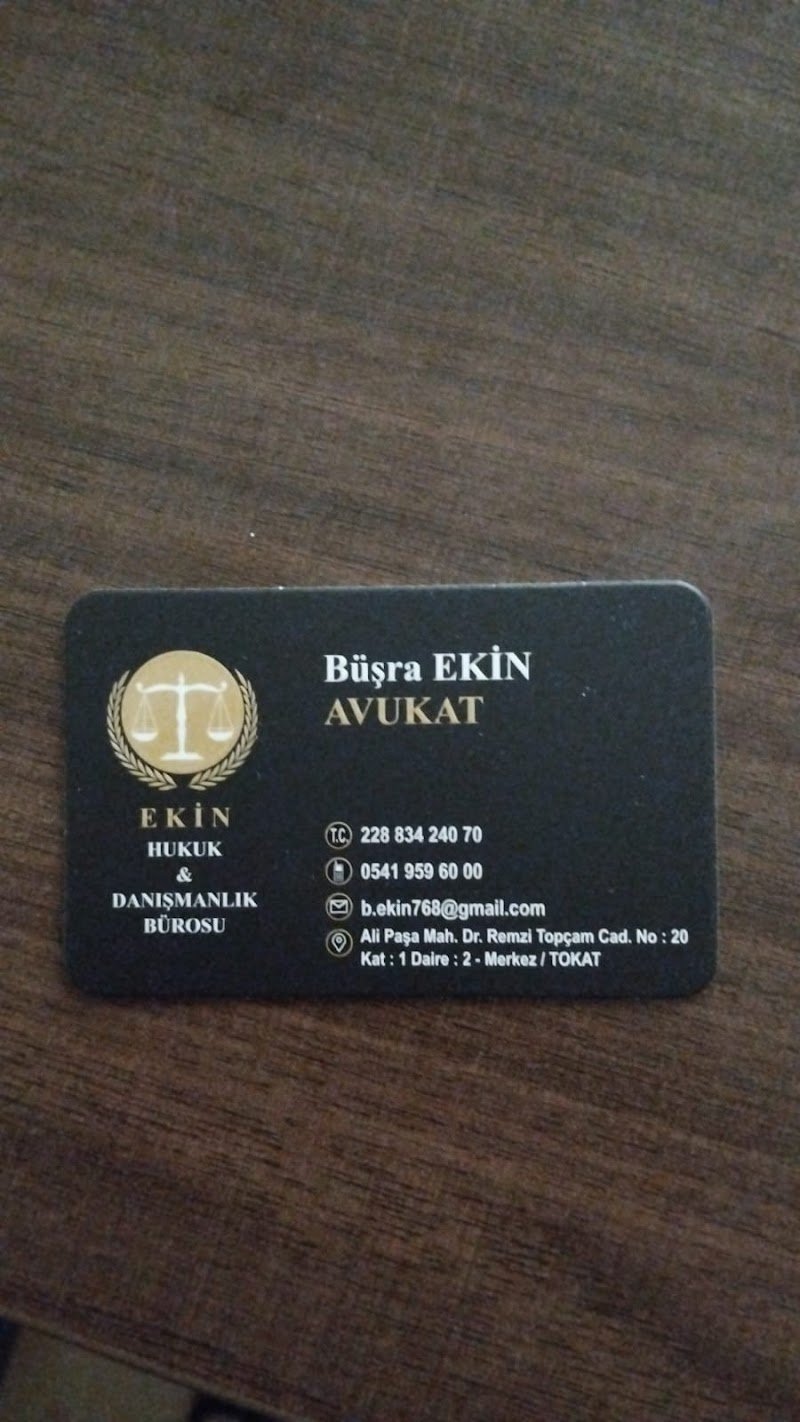 Büşra EKİN
AVUKAT
EKİN
HUKUK
&
DANIŞMANLIK
BÜROSU
T.C. 228 834 240 70
0541 959 60 00
b.ekin768@gmail.com
Ali Paşa Mah. Dr. Remzi Topçam Cad. No : 20
Kat : 1 Daire : 2 - Merkez / TOKAT